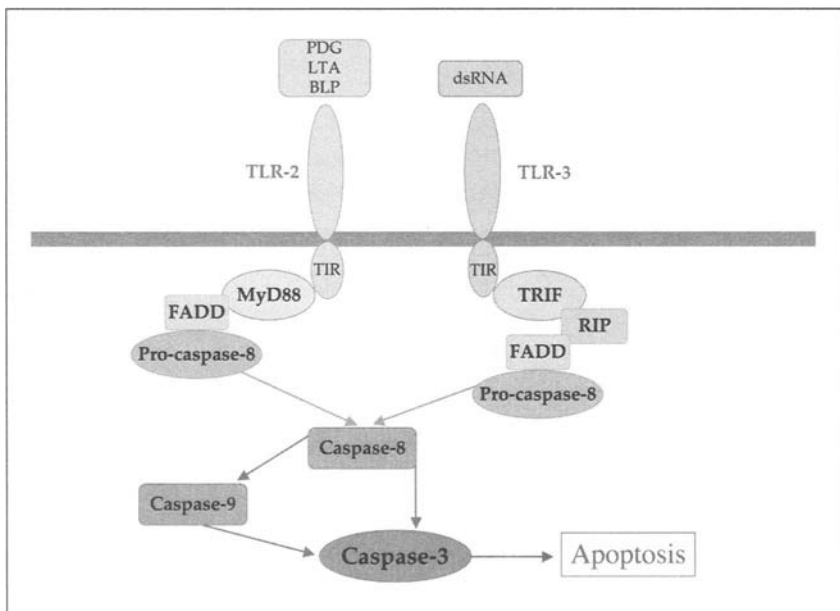 PDG
LTA
BLP
dsRNA
TLR-2
TLR-3
TIR
TIR
MyD88
TRIF
FADD
RIP
Pro-caspase-8
FADD
Pro-caspase-8
Caspase-8
Caspase-9
Caspase-3
Apoptosis